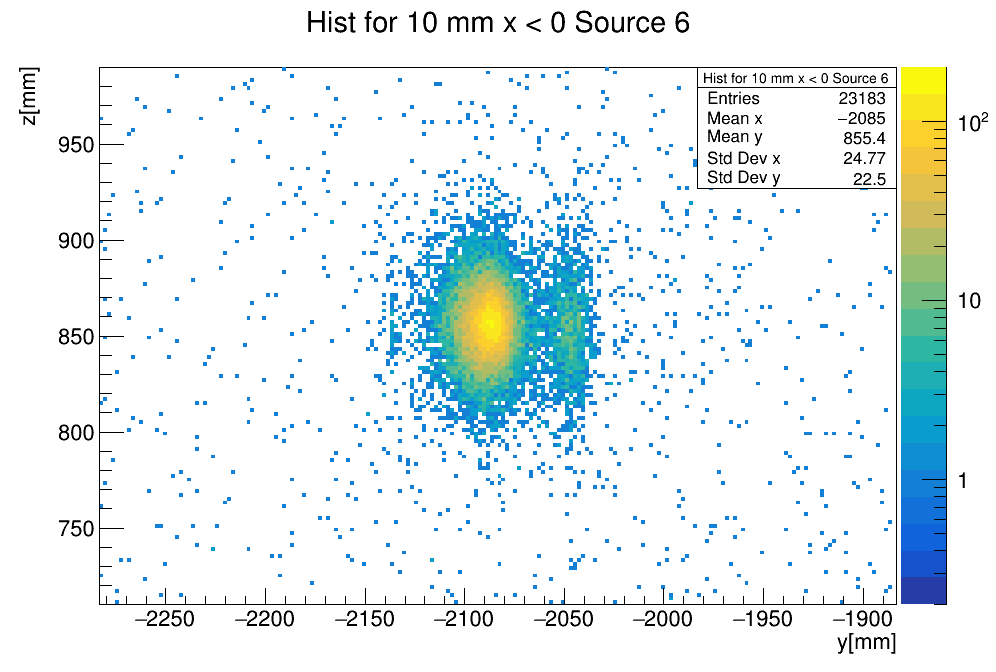 Hist for 10 mm x < 0 Source 6
z[mm]
Hist for 10 mm x < 0 Source 6
Entries 23183
Mean x −2085
Mean y 855.4
Std Dev x 24.77
Std Dev y 22.5
950
900
850
800
750
10²
10
1
−2250 −2200 −2150 −2100 −2050 −2000 −1950 −1900
y[mm]